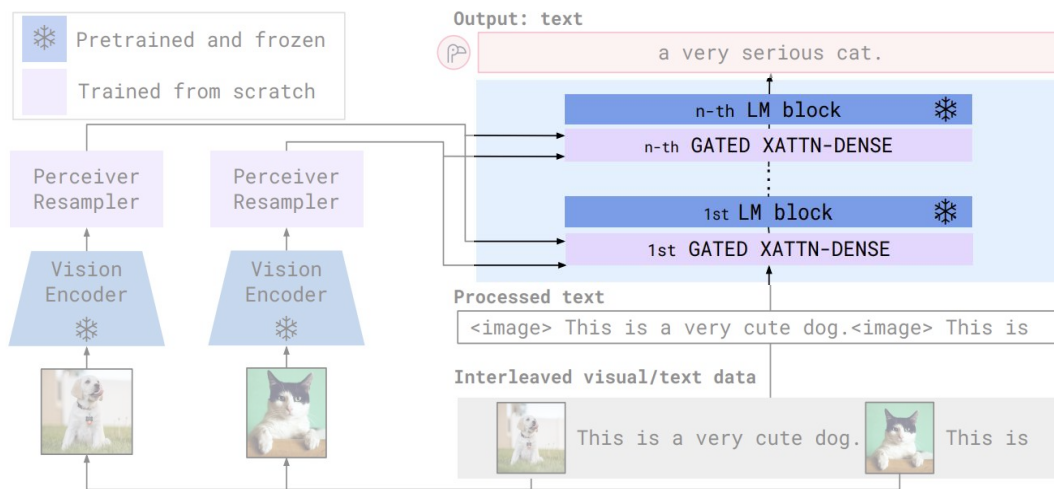 Pretrained and frozen
Trained from scratch
Output: text
a very serious cat.
n-th LM block
n-th GATED XATTN-DENSE
1st LM block
1st GATED XATTN-DENSE
Perceiver
Resampler
Perceiver
Resampler
Vision
Encoder
Vision
Encoder
Processed text
<image> This is a very cute dog.<image> This is
Interleaved visual/text data
This is a very cute dog.
This is